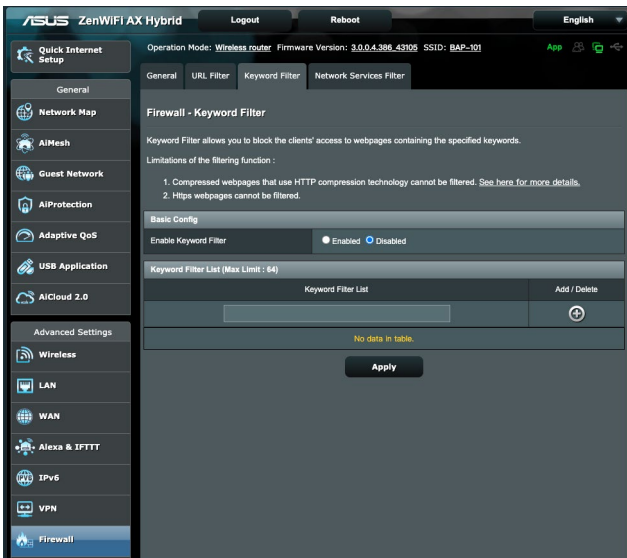 ASUS ZenWiFi AX Hybrid Logout Reboot English
Quick Internet Setup
Operation Mode: Wireless router Firmware Version: 3.0.0.4.386_43105 SSID: BAP-101 App
General URL Filter Keyword Filter Network Services Filter
General
Network Map
AiMesh
Guest Network
AiProtection
Adaptive QoS
USB Application
AiCloud 2.0
Advanced Settings
Wireless
LAN
WAN
Alexa & IFTTT
IPv6
VPN
Firewall
Firewall - Keyword Filter
Keyword Filter allows you to block the clients' access to webpages containing the specified keywords.
Limitations of the filtering function :
1. Compressed webpages that use HTTP compression technology cannot be filtered. See here for more details.
2. Https webpages cannot be filtered.
Basic Config
Enable Keyword Filter Enabled Disabled
Keyword Filter List (Max Limit : 64)
Keyword Filter List Add / Delete
No data in table.
Apply